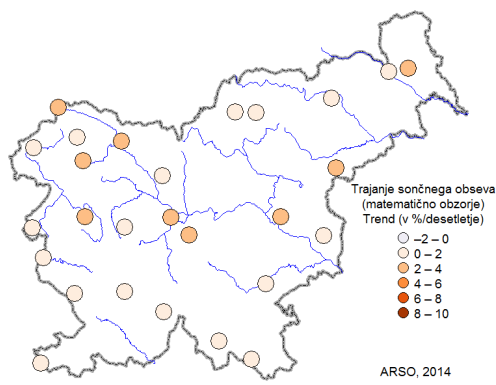 Trajanje sončnega obseva
(matematično obzorje)
Trend (v %/desetletje)
–2 – 0
0 – 2
2 – 4
4 – 6
6 – 8
8 – 10
ARSO, 2014